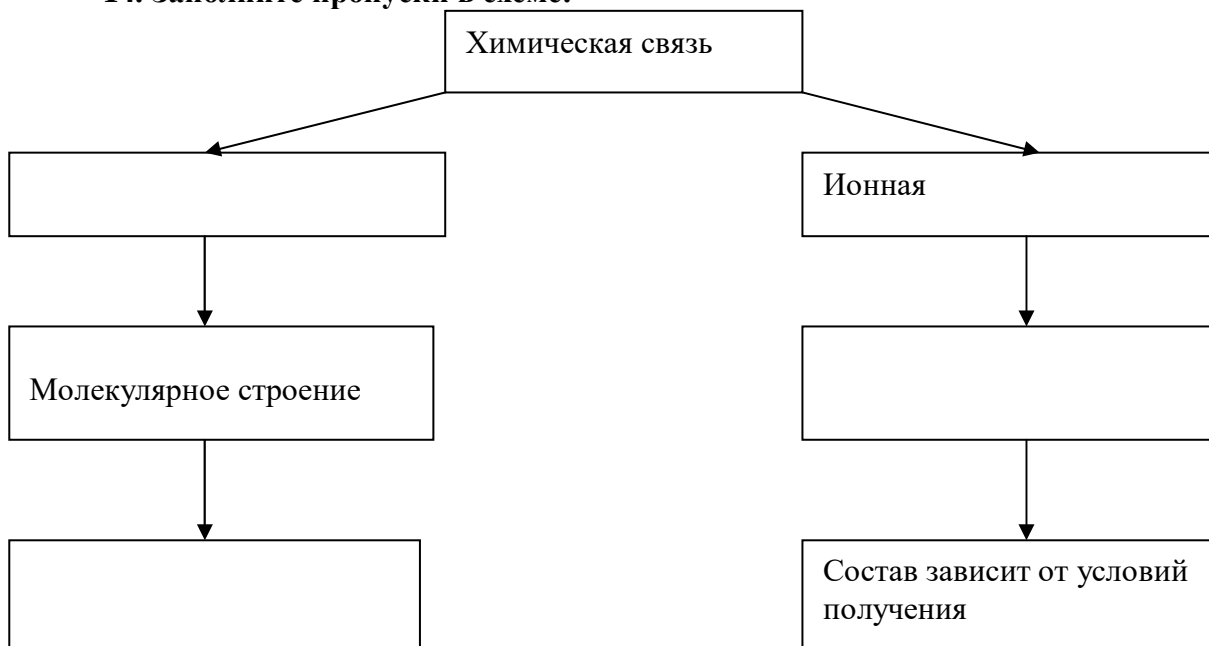 Химическая связь
Ионная
Молекулярное строение
Состав зависит от условий
получения